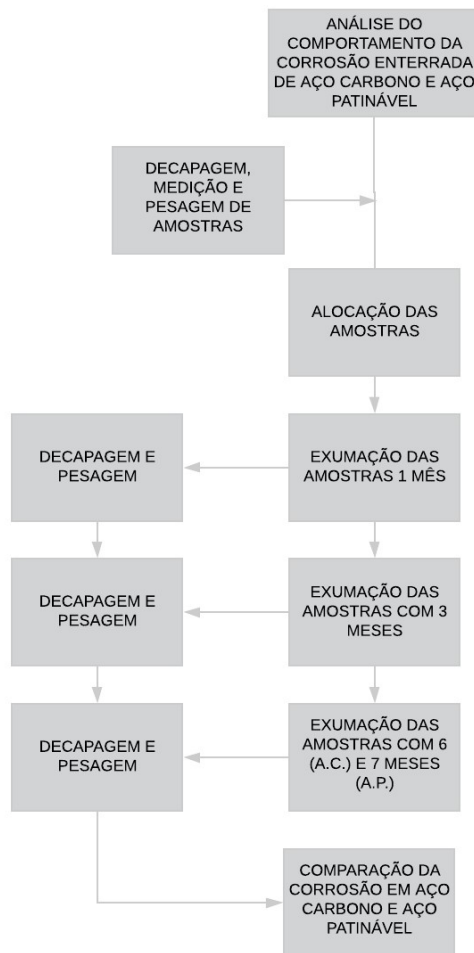 ANÁLISE DO
COMPORTAMENTO DA
CORROSÃO ENTERRADA
DE AÇO CARBONO E AÇO
PATINÁVEL
DECAPAGEM,
MEDIÇÃO E
PESAGEM DE
AMOSTRAS
ALOCAÇÃO DAS
AMOSTRAS
EXUMAÇÃO DAS
AMOSTRAS 1 MÊS
DECAPAGEM E
PESAGEM
EXUMAÇÃO DAS
AMOSTRAS COM 3
MESES
DECAPAGEM E
PESAGEM
EXUMAÇÃO DAS
AMOSTRAS COM 6
(A.C.) E 7 MESES
(A.P.)
DECAPAGEM E
PESAGEM
COMPARAÇÃO DA
CORROSÃO EM AÇO
CARBONO E AÇO
PATINÁVEL